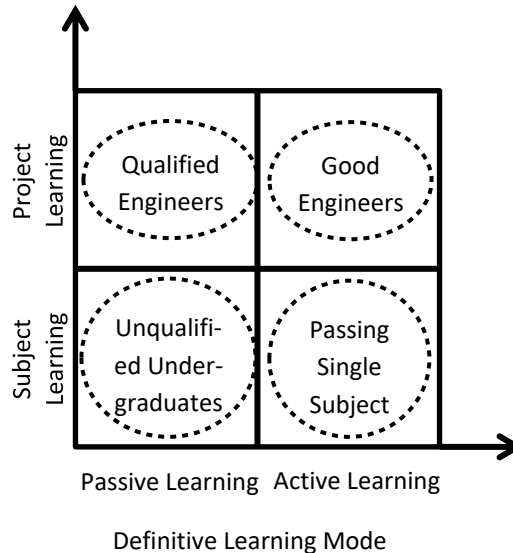 Project
Learning
Qualified
Engineers
Good
Engineers
Subject
Learning
Unqualifi-
ed Under-
graduates
Passing
Single
Subject
Passive Learning
Active Learning
Definitive Learning Mode